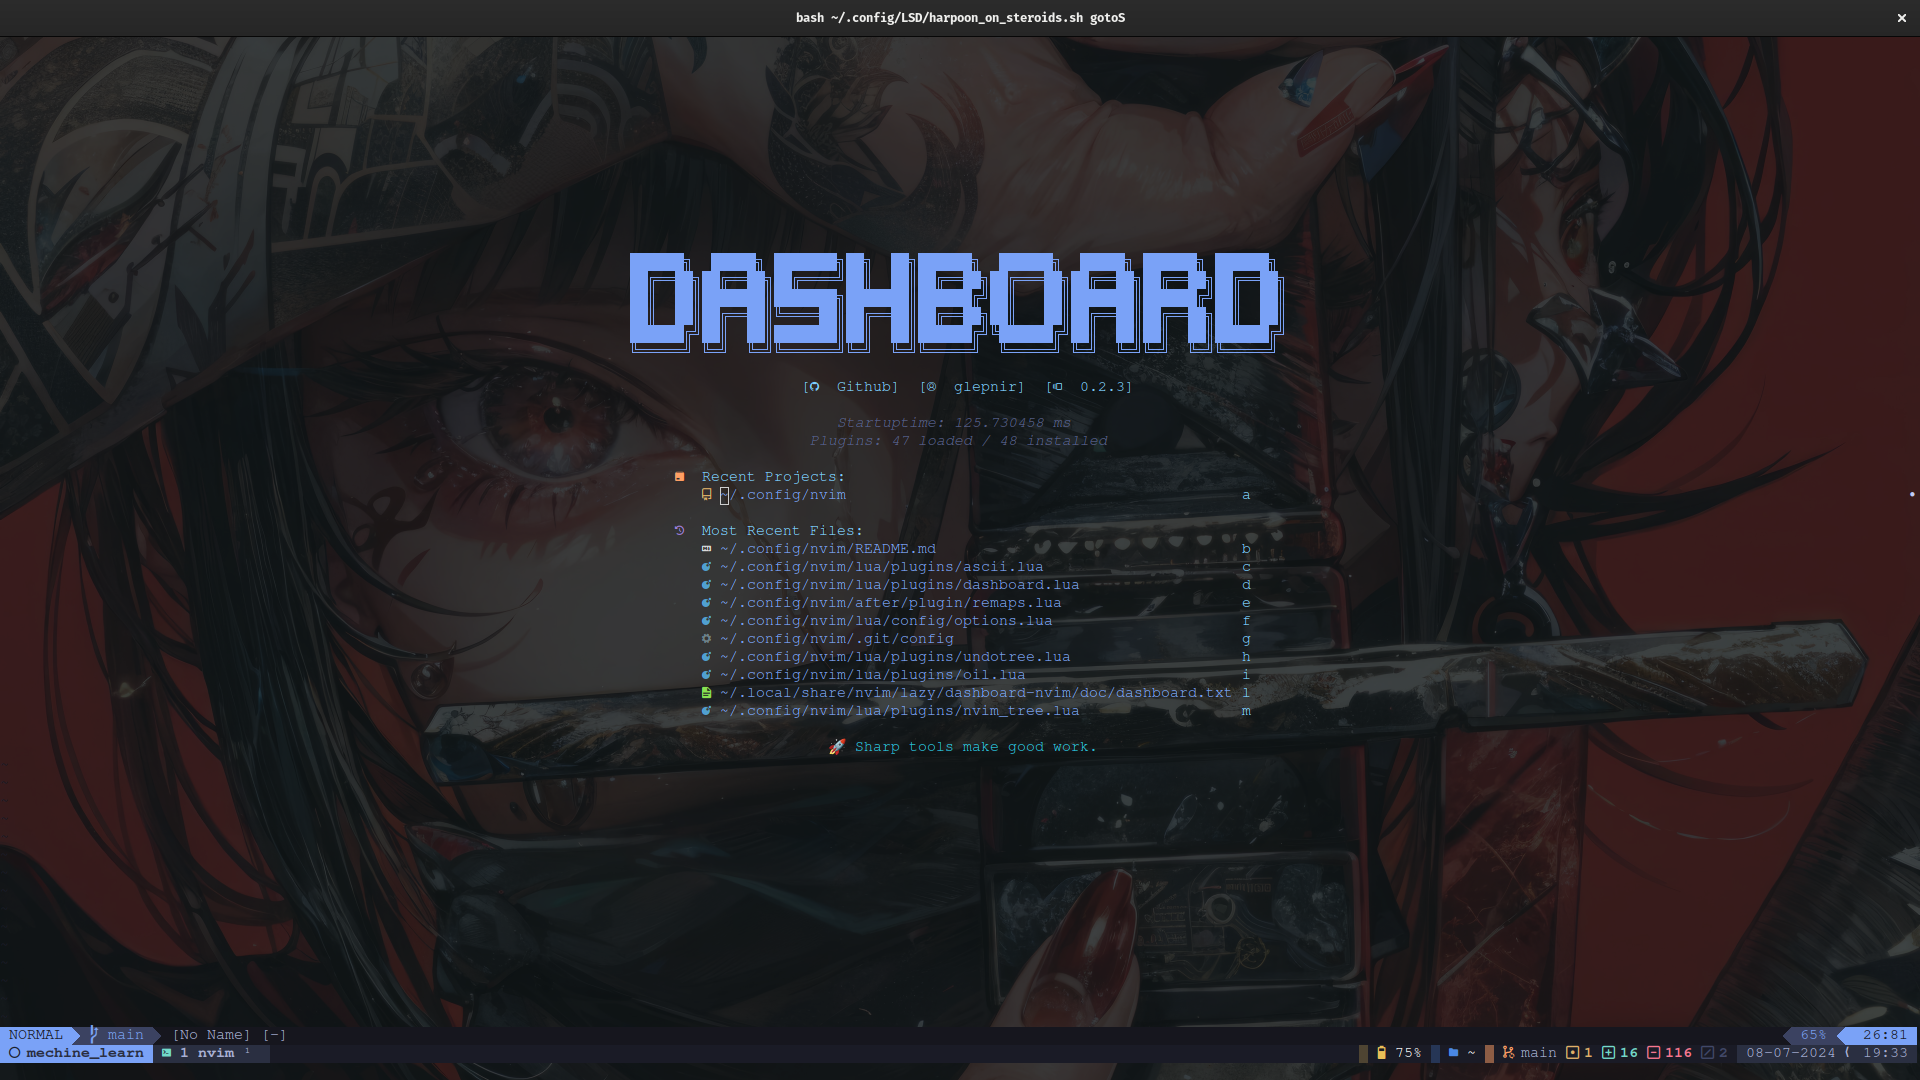 bash ~/.config/LSD/harpoon_on_steroids.sh gotoS
DASHBOARD
[ Github] [ glepnir] [ 0.2.3]
Startuptime: 125.730458 ms
Plugins: 47 loaded / 48 installed
Recent Projects:
~/.config/nvim a
Most Recent Files:
~/.config/nvim/README.md b
~/.config/nvim/lua/plugins/ascii.lua c
~/.config/nvim/lua/plugins/dashboard.lua d
~/.config/nvim/after/plugin/remaps.lua e
~/.config/nvim/lua/config/options.lua f
~/.config/nvim/.git/config g
~/.config/nvim/lua/plugins/undotree.lua h
~/.config/nvim/lua/plugins/oil.lua i
~/.local/share/nvim/lazy/dashboard-nvim/doc/dashboard.txt l
~/.config/nvim/lua/plugins/nvim_tree.lua m
🚀 Sharp tools make good work.
NORMAL main [No Name] [-] 65% 26:81
mechine_learn 1 nvim ¹ 75% ~ main 1 16 116 2 08-07-2024 ( 19:33